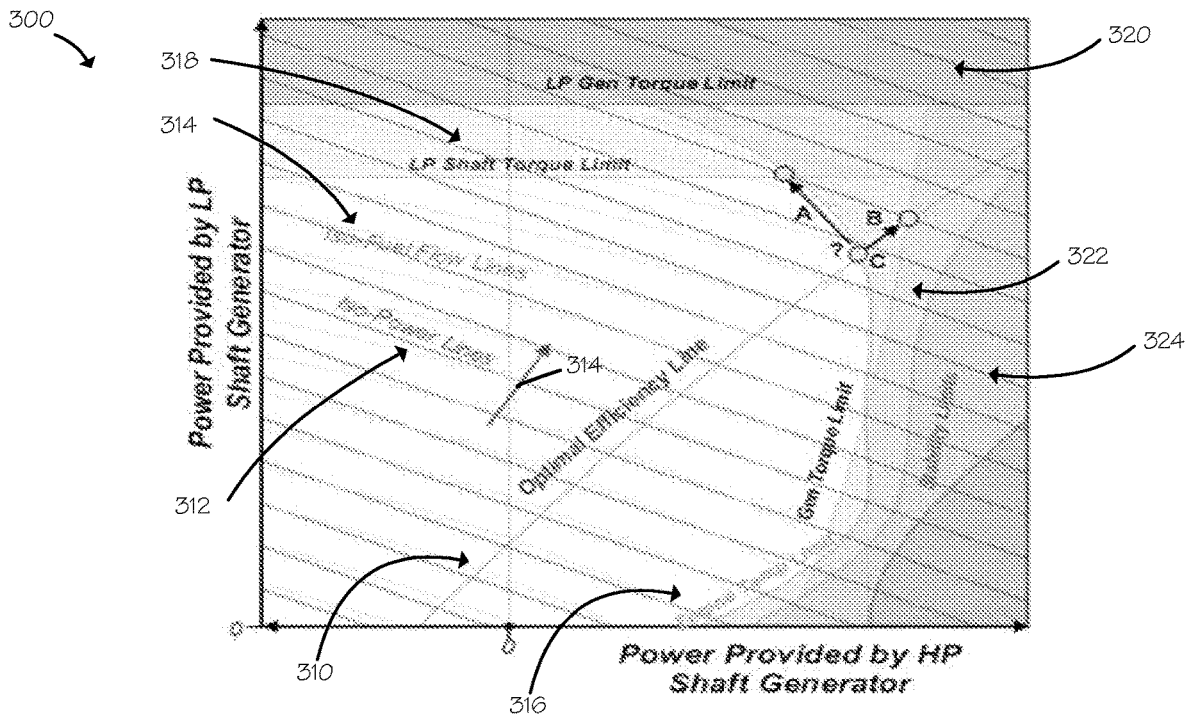 300
320
318
LP Gen Torque Limit
314
LP Shaft Torque Limit
A
B
?
C
Iso-Fuel Flow Lines
322
Power Provided by LP
Shaft Generator
Iso-Power Lines
314
324
Optimal Efficiency Line
Gen Torque Limit
312
0
0
310
316
Power Provided by HP
Shaft Generator